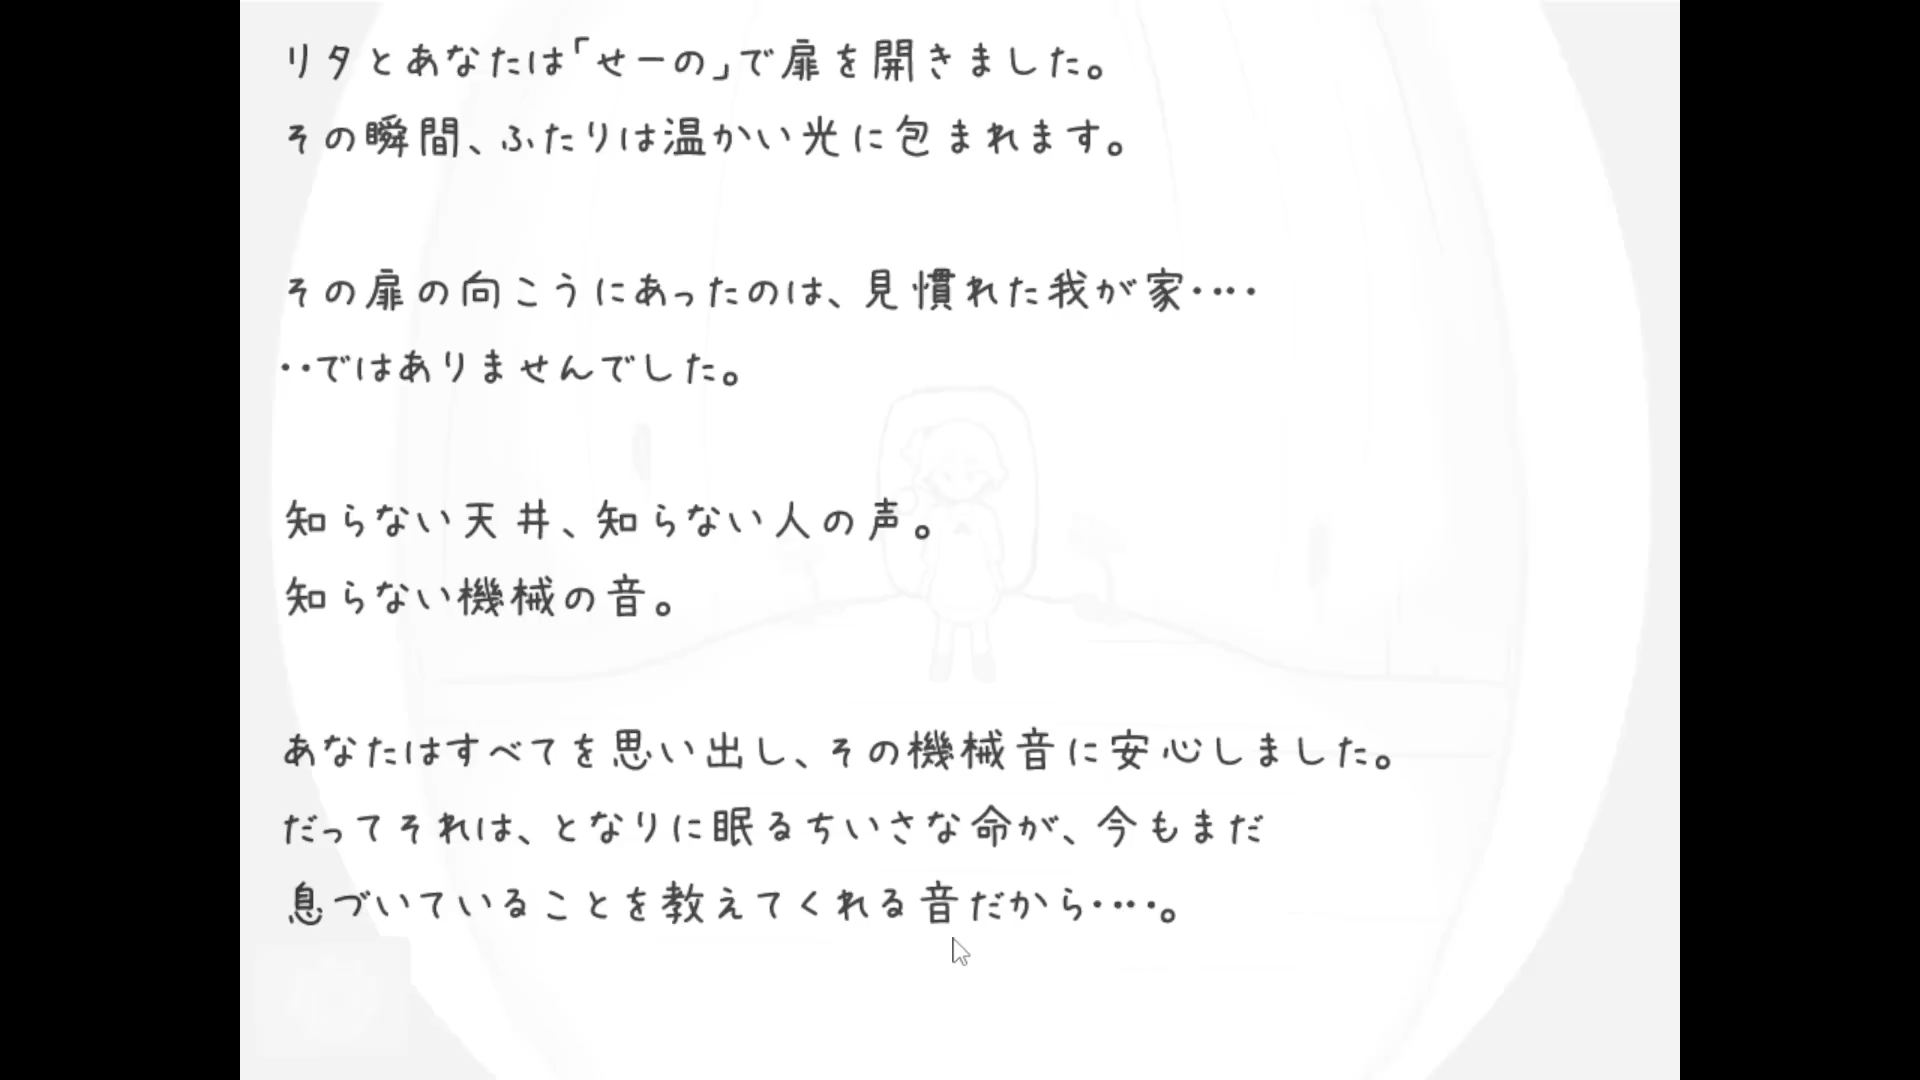 リタとあなたは「せーの」で扉を開きました。
その瞬間、ふたりは温かい光に包まれます。
その扉の向こうにあったのは、見慣れた我が家‥‥
‥ではありませんでした。
知らない天井、知らない人の声。
知らない機械の音。
あなたはすべてを思い出し、その機械音に安心しました。
だってそれは、となりに眠るちいさな命が、今もまだ
息づいていることを教えてくれる音だから‥‥。